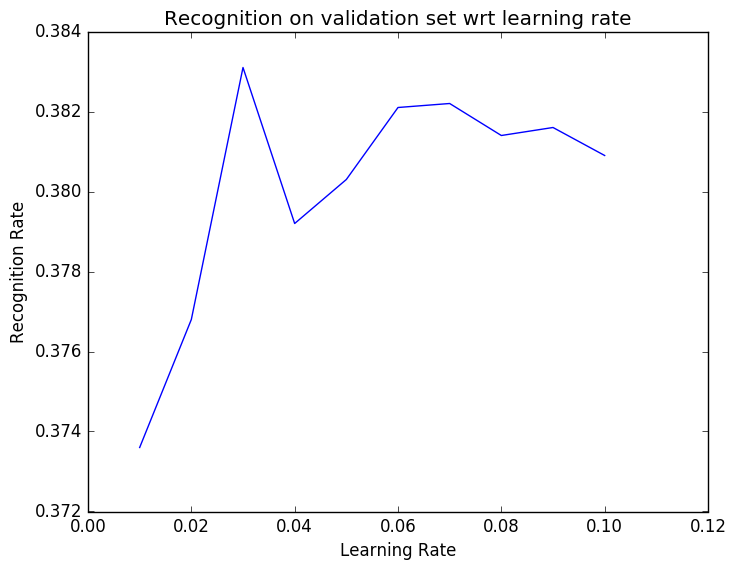 Recognition on validation set wrt learning rate
0.384
0.382
0.380
0.378
0.376
0.374
0.372
Recognition Rate
0.00 0.02 0.04 0.06 0.08 0.10 0.12
Learning Rate